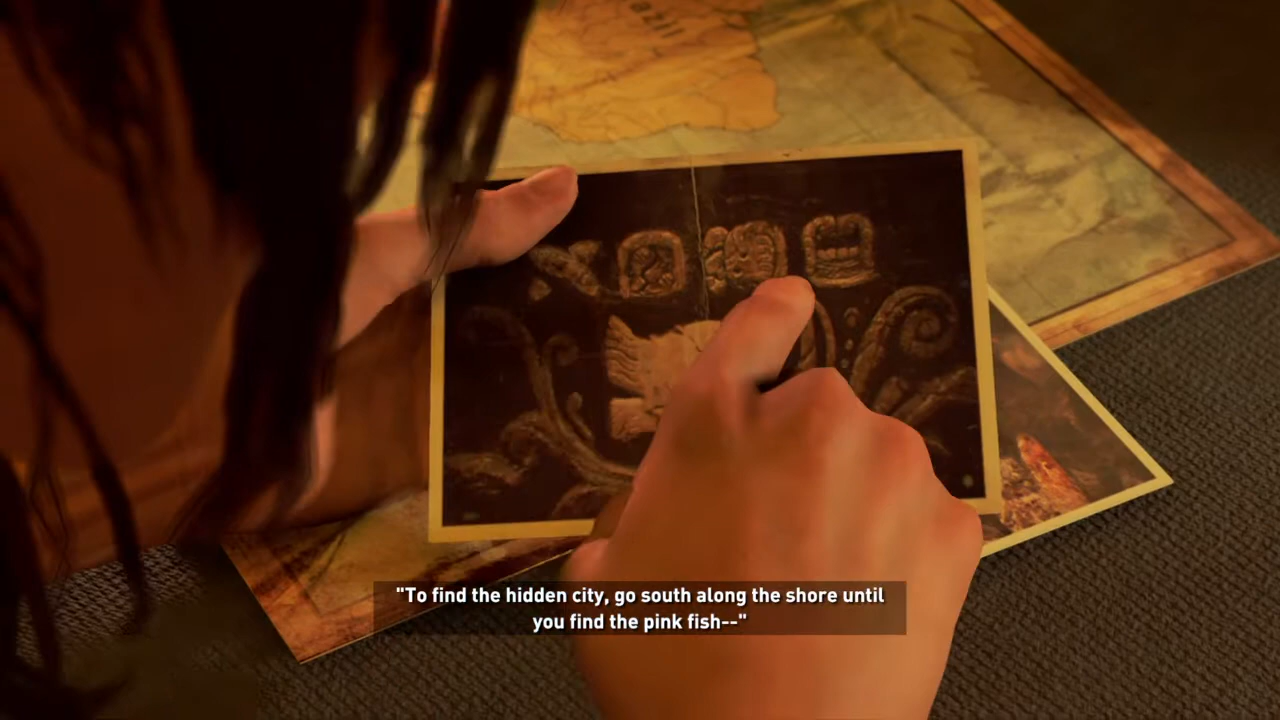 "To find the hidden city, go south along the shore until
you find the pink fish--"